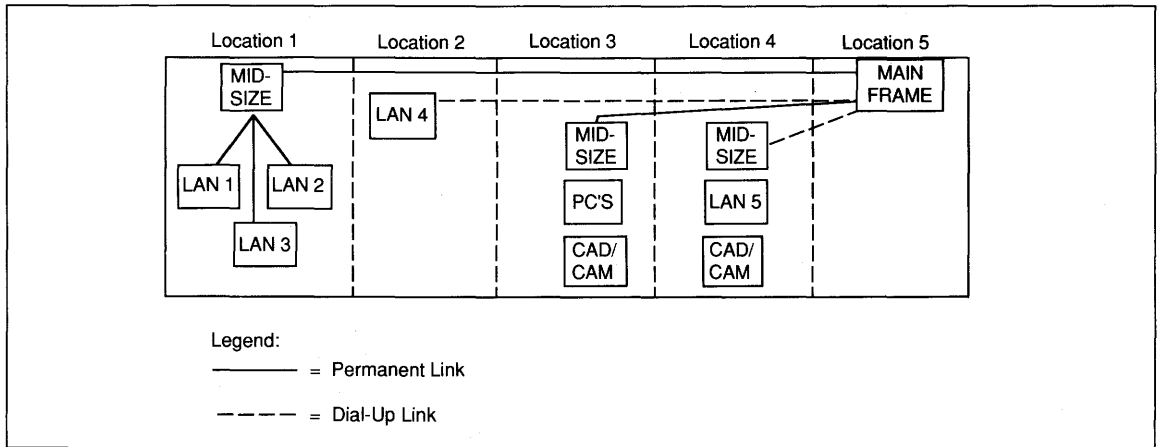 Location 1 Location 2 Location 3 Location 4 Location 5
MID-
SIZE
LAN 1
LAN 2
LAN 3
LAN 4
MID-
SIZE
PC'S
CAD/
CAM
MID-
SIZE
LAN 5
CAD/
CAM
MAIN
FRAME
Legend:
= Permanent Link
= Dial-Up Link